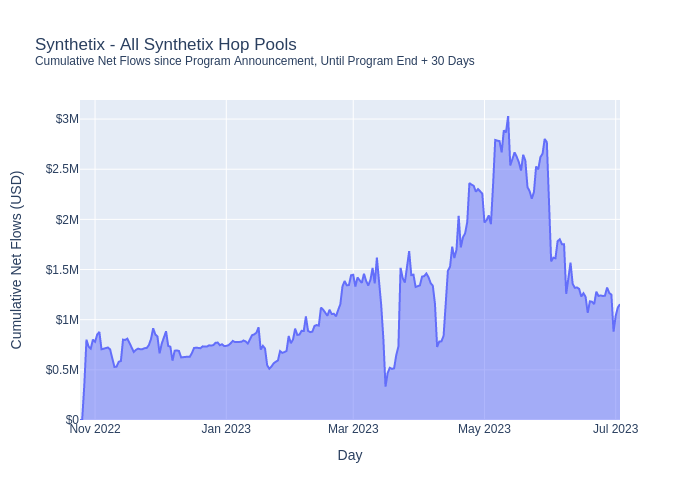 Synthetix - All Synthetix Hop Pools
Cumulative Net Flows since Program Announcement, Until Program End + 30 Days
Cumulative Net Flows (USD)
$3M
$2.5M
$2M
$1.5M
$1M
$0.5M
$0
Nov 2022
Jan 2023
Mar 2023
May 2023
Jul 2023
Day